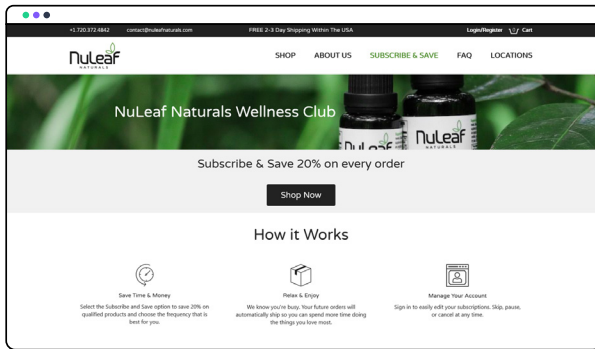 +1.720.372.4842 contact@nuleafnaturals.com FREE 2-3 Day Shipping Within The USA Login/Register Cart
NuLeaf
NATURALS
SHOP ABOUT US SUBSCRIBE & SAVE FAQ LOCATIONS
NuLeaf Naturals Wellness Club
NuLeaf
NATURALS
NuLeaf
Subscribe & Save 20% on every order
Shop Now
How it Works
Save Time & Money
Select the Subscribe and Save option to save 20% on
qualified products and choose the frequency that is
best for you.
Relax & Enjoy
We know you're busy. Your future orders will
automatically ship so you can spend more time doing
the things you love most.
Manage Your Account
Sign in to easily edit your subscriptions. Skip, pause,
or cancel at any time.